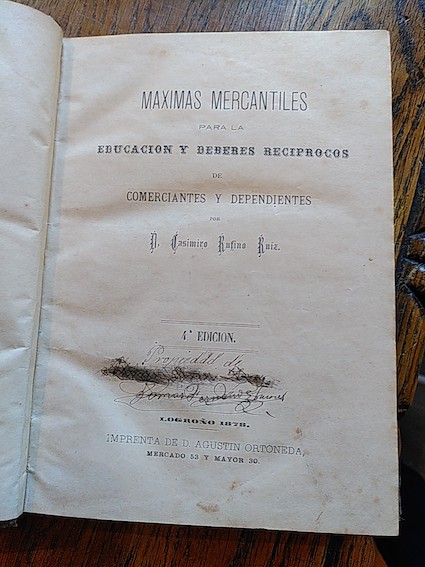 MAXIMAS MERCANTILES
PARA LA
EDUCACION Y DEBERES RECIPROCOS
DE
COMERCIANTES Y DEPENDIENTES
POR
D. Casimiro Rufino Ruiz.
4ª EDICION.
Propieddel de
LOGROÑO 1878.
IMPRENTA DE D. AGUSTIN ORTONEDA,
MERCADO 53 Y MAYOR 30.